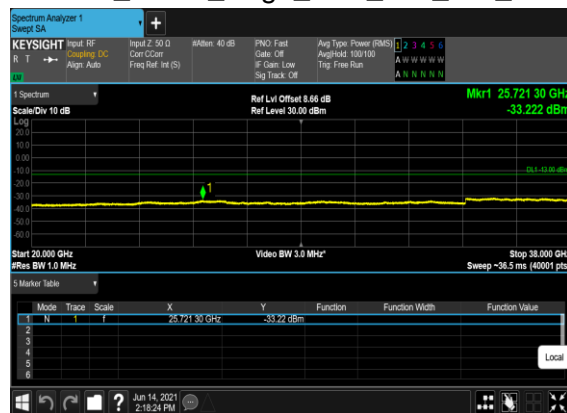 Spectrum Analyzer 1
Swept SA
+
KEYSIGHT
R T
Input: RF
Coupling: DC
Align: Auto
Input Z: 50 Ω
Corr CCorr
Freq Ref: Int (S)
#Atten: 40 dB
PNO: Fast
Gate: Off
IF Gain: Low
Sig Track: Off
Avg Type: Power (RMS)
Avg|Hold: 100/100
Trig: Free Run
1 2 3 4 5 6
A W W W W W
A N N N N N
1 Spectrum
Scale/Div 10 dB
Log
Ref Lvl Offset 8.66 dB
Ref Level 30.00 dBm
Mkr1 25.721 30 GHz
-33.222 dBm
20.0
10.0
0.00
-10.0
-20.0
-30.0
-40.0
-50.0
-60.0
DL1 -13.00 dBm
1
Start 20.000 GHz
#Res BW 1.0 MHz
Video BW 3.0 MHz*
Stop 38.000 GHz
Sweep ~36.5 ms (40001 pts)
5 Marker Table
Mode Trace Scale X Y Function Function Width Function Value
1 N 1 f 25.721 30 GHz -33.22 dBm
2
3
4
5
6
Local
? Jun 14, 2021
2:18:24 PM